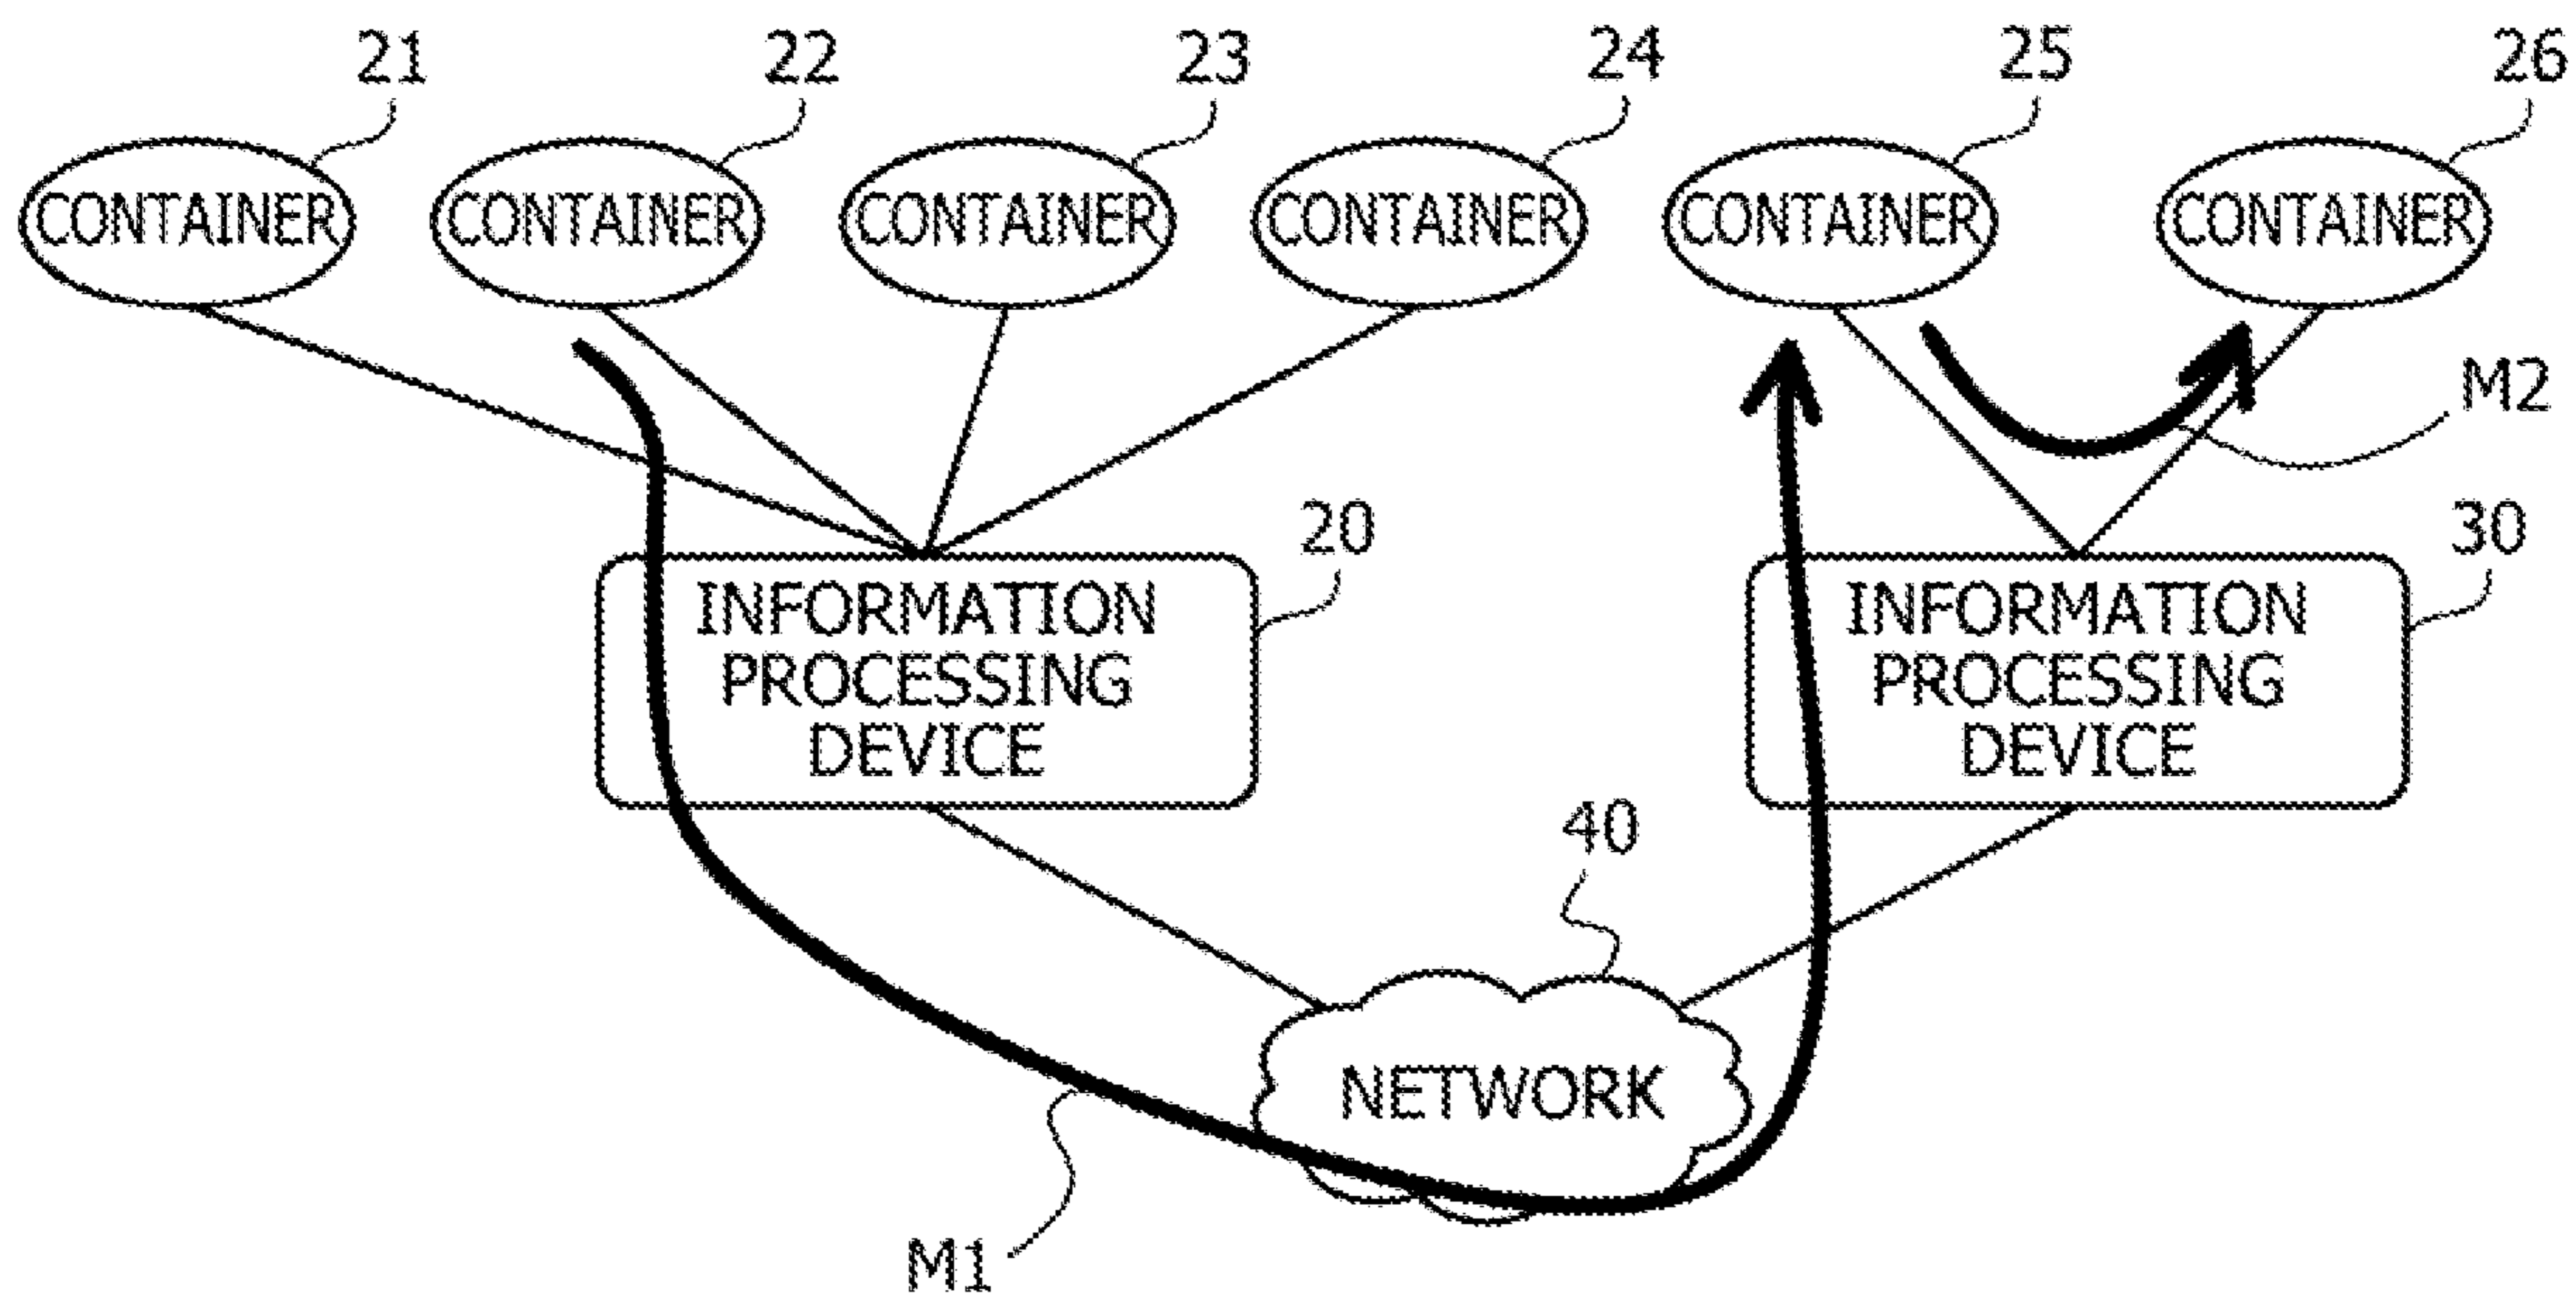 21 22 23 24 25 26
CONTAINER CONTAINER CONTAINER CONTAINER CONTAINER CONTAINER
M2
20 30
INFORMATION INFORMATION
PROCESSING PROCESSING
DEVICE DEVICE
40
NETWORK
M1